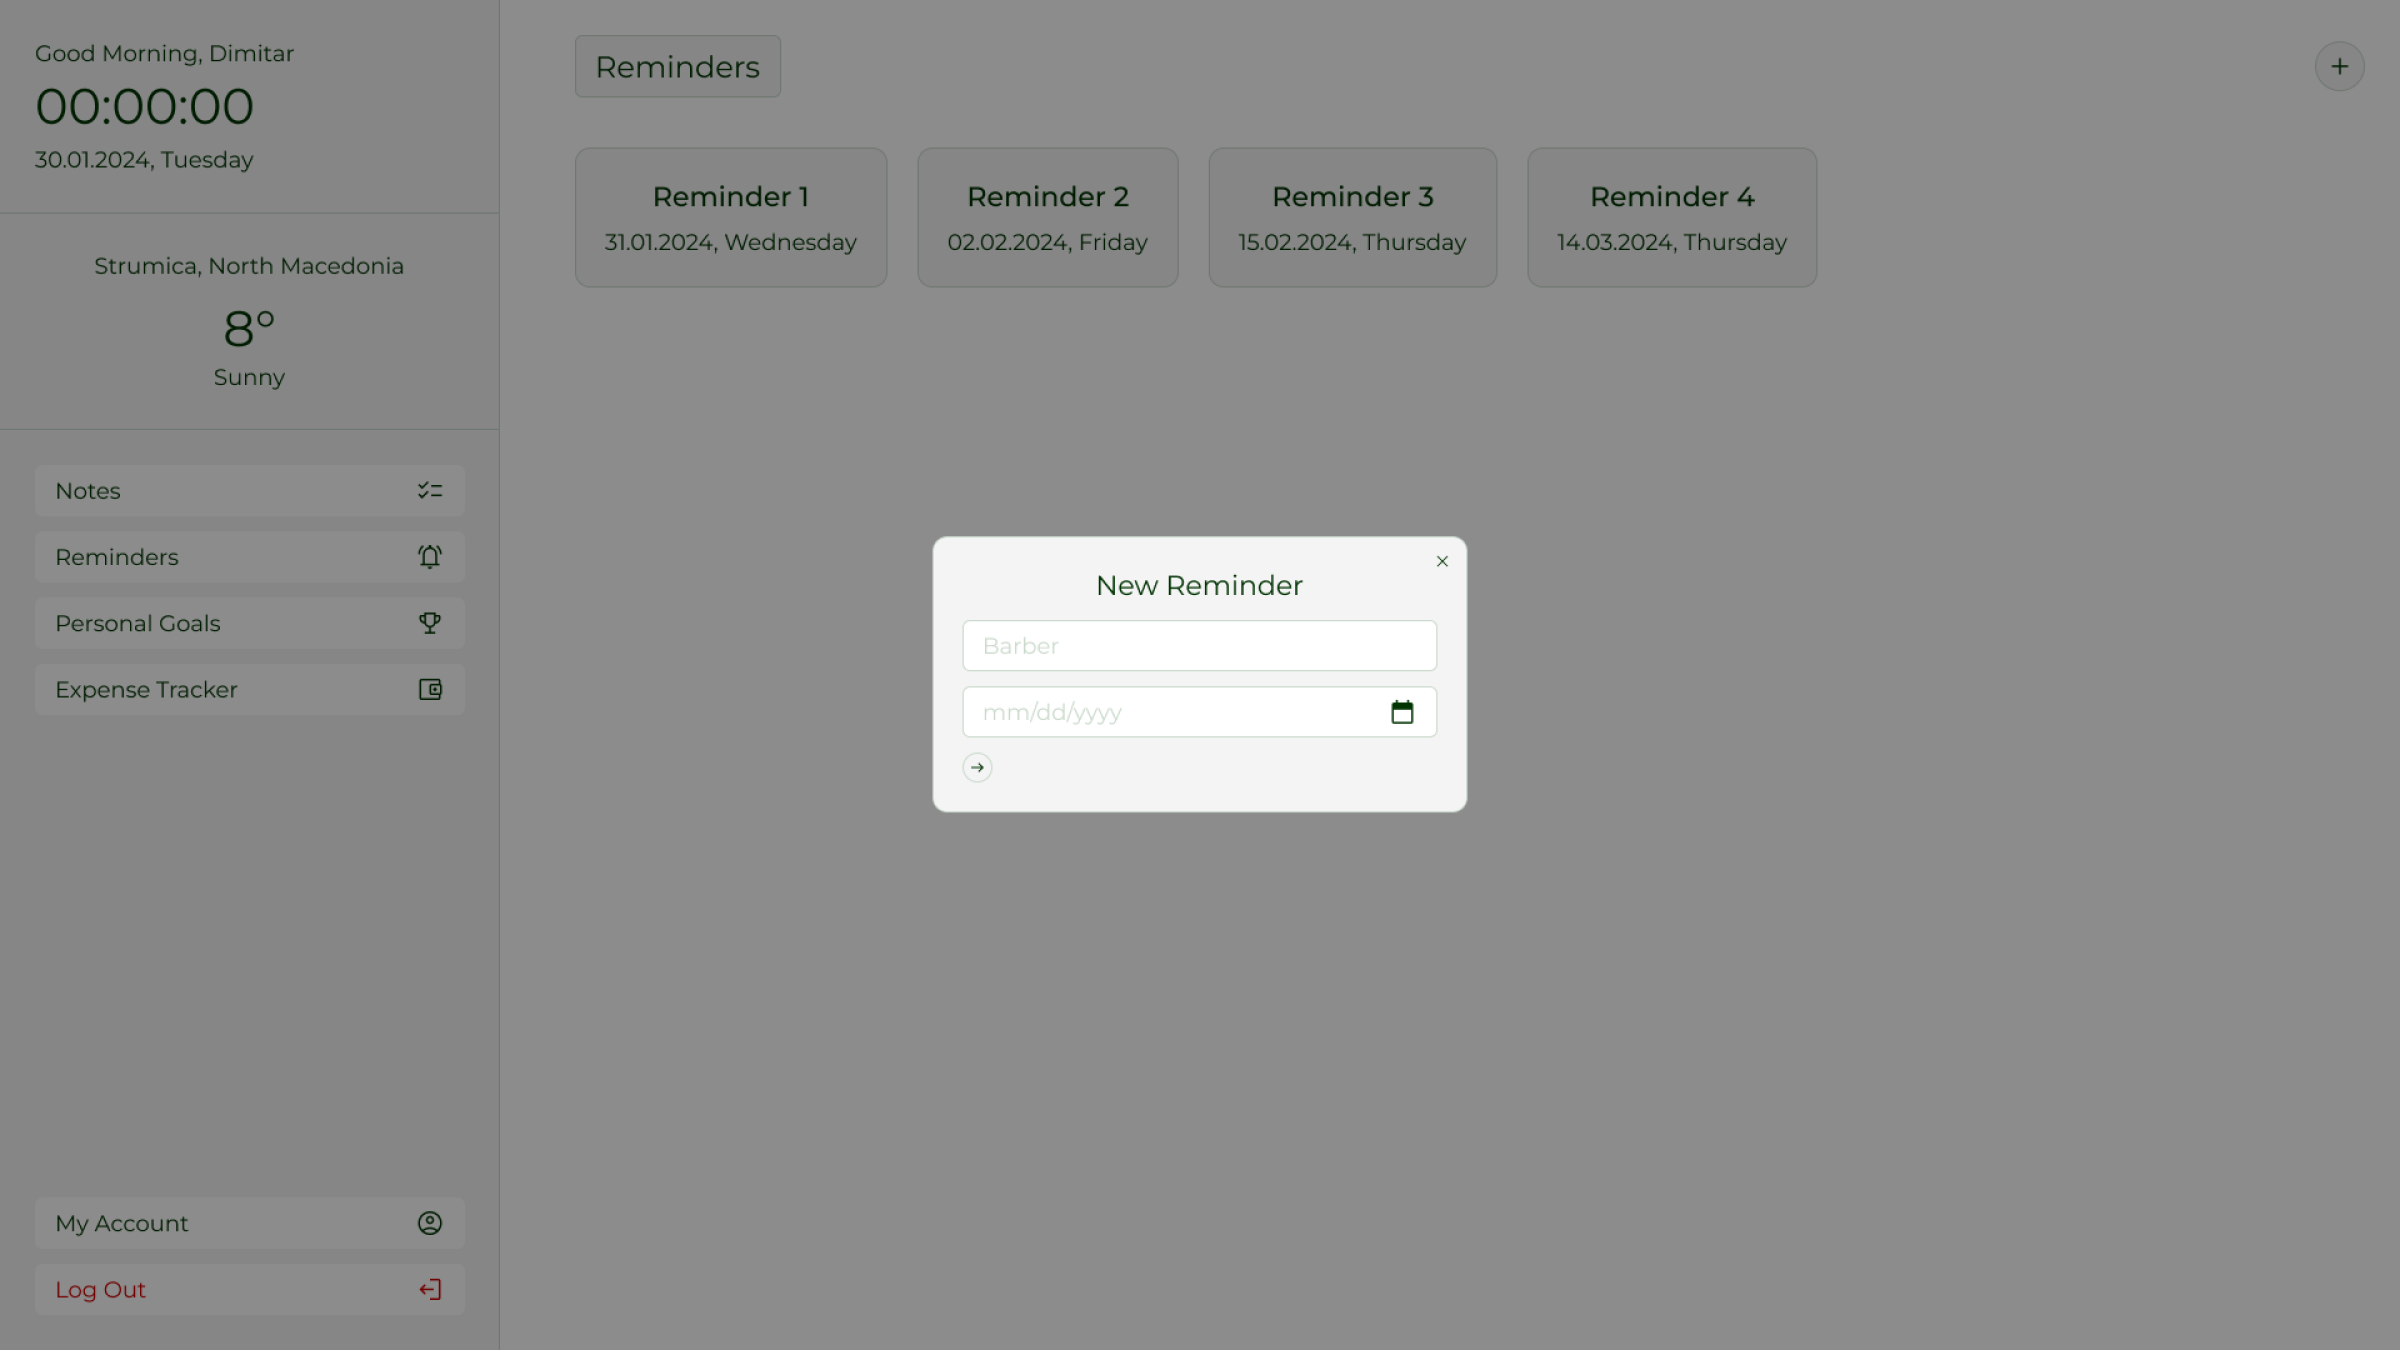 Good Morning, Dimitar
00:00:00
30.01.2024, Tuesday
Strumica, North Macedonia
8°
Sunny
Notes
Reminders
Personal Goals
Expense Tracker
My Account
Log Out
Reminders
Reminder 1
31.01.2024, Wednesday
Reminder 2
02.02.2024, Friday
Reminder 3
15.02.2024, Thursday
Reminder 4
14.03.2024, Thursday
New Reminder
Barber
mm/dd/yyyy